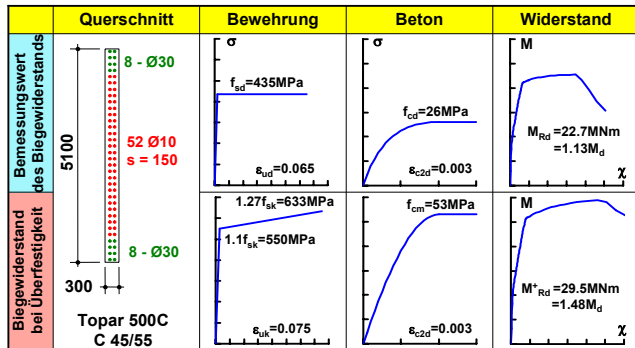 Querschnitt
Bewehrung
Beton
Widerstand
Bemessungswert
des Biegewiderstands
8 - Ø30
5100
52 Ø10
s = 150
σ
f_sd=435MPa
ε_ud=0.065
σ
f_cd=26MPa
ε_c2d=0.003
M
M_Rd=22.7MNm
=1.13M_d
χ
Biegewiderstand
bei Überfestigkeit
8 - Ø30
300
Topar 500C
C 45/55
1.27f_sk=633MPa
1.1f_sk=550MPa
ε_uk=0.075
f_cm=53MPa
ε_c2d=0.003
M
M⁺_Rd=29.5MNm
=1.48M_d
χ